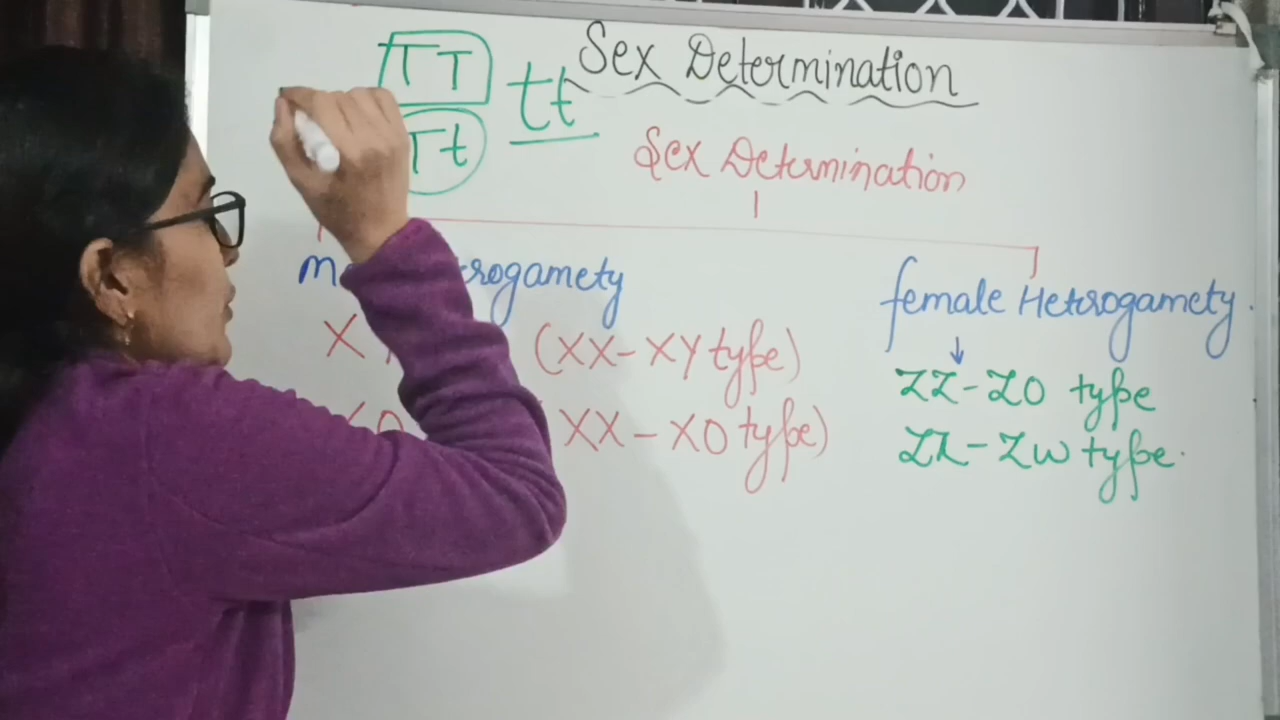 TT
tt
Sex Determination
Tt
Sex Determination
female Hetrogamety.
X (XX-XY type)
ZZ-ZO type
XO XX-XO type)
ZZ-ZW type.